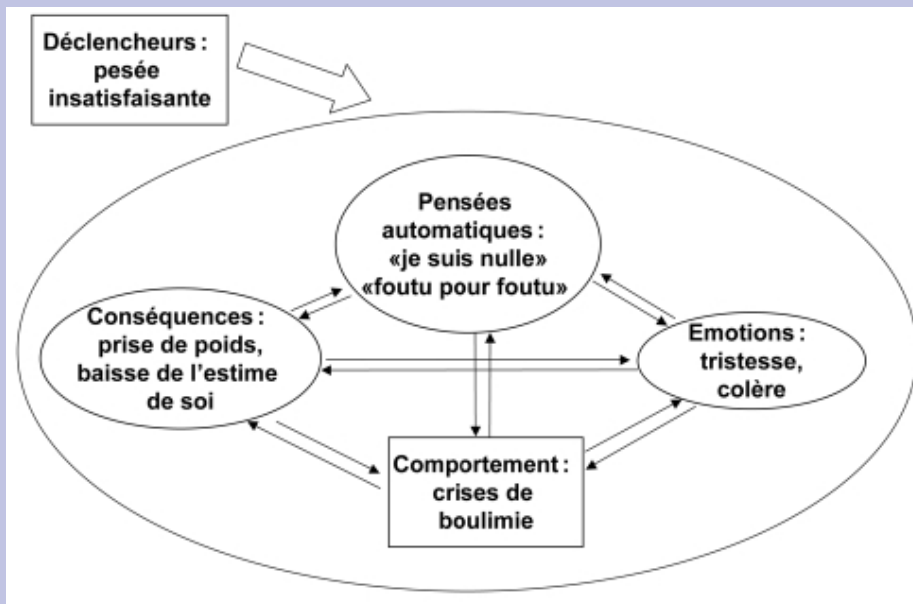 Déclencheurs :
pesée
insatisfaisante
Pensées
automatiques :
«je suis nulle»
«foutu pour foutu»
Conséquences :
prise de poids,
baisse de l'estime
de soi
Emotions :
tristesse,
colère
Comportement :
crises de
boulimie